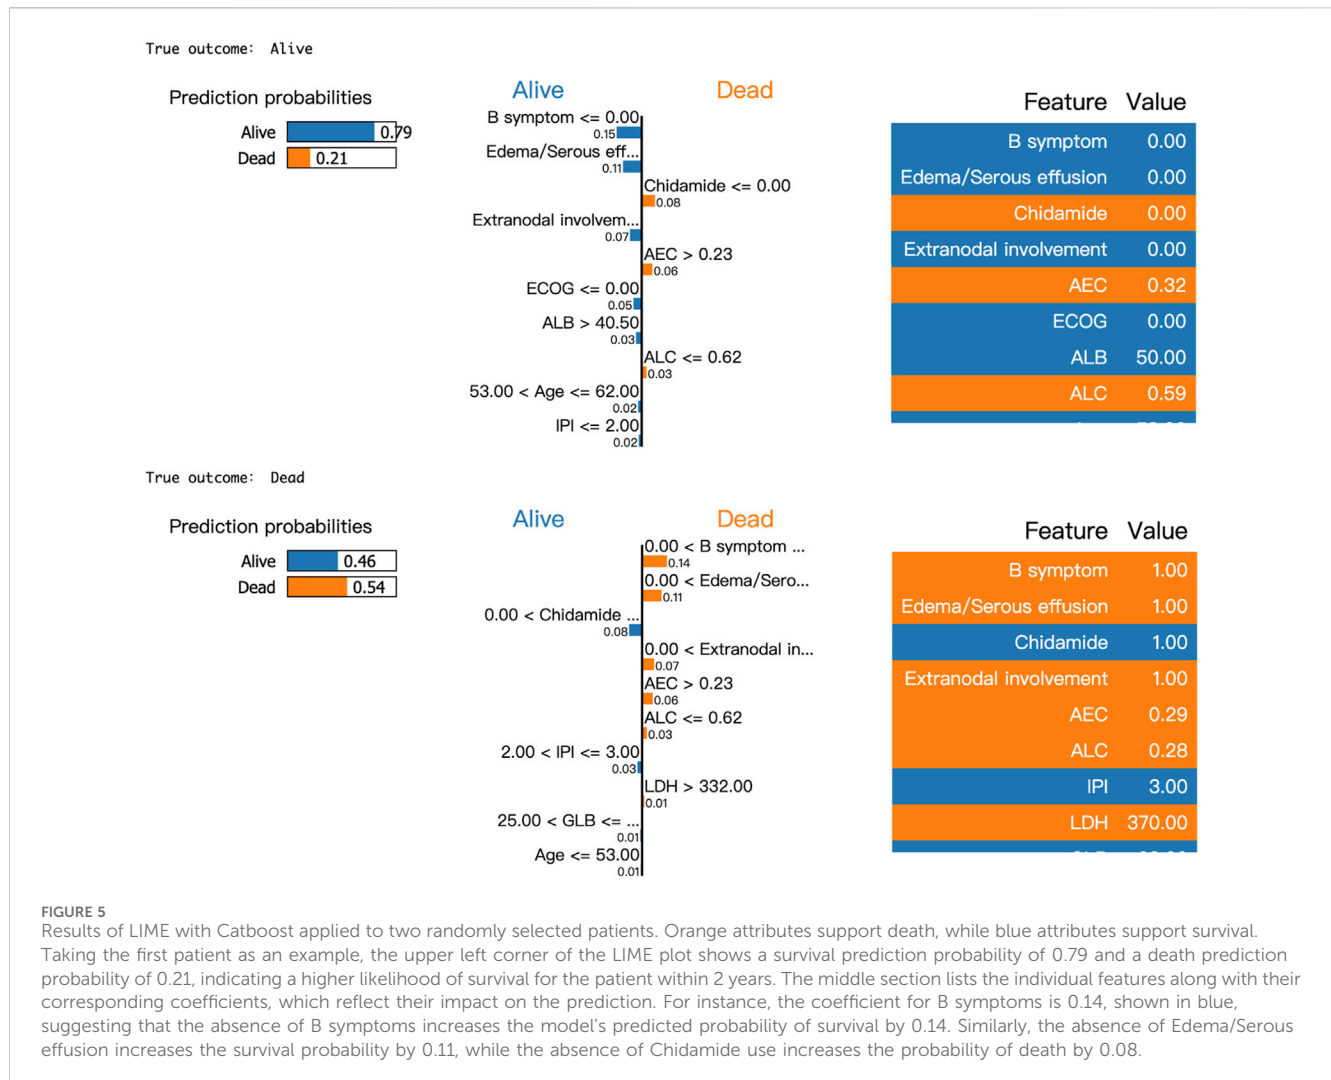 True outcome: Alive
Prediction probabilities
Alive 0.79
Dead 0.21
Alive Dead
B symptom <= 0.00
0.15
Edema/Serous eff...
0.11
Chidamide <= 0.00
0.08
Extranodal involvem...
0.07
AEC > 0.23
0.06
ECOG <= 0.00
0.05
ALB > 40.50
0.03
ALC <= 0.62
0.03
53.00 < Age <= 62.00
0.02
IPI <= 2.00
0.02
Feature Value
B symptom 0.00
Edema/Serous effusion 0.00
Chidamide 0.00
Extranodal involvement 0.00
AEC 0.32
ECOG 0.00
ALB 50.00
ALC 0.59
True outcome: Dead
Prediction probabilities
Alive 0.46
Dead 0.54
Alive Dead
0.00 < B symptom ...
0.14
0.00 < Edema/Sero...
0.11
0.00 < Chidamide ...
0.08
0.00 < Extranodal in...
0.07
AEC > 0.23
0.06
ALC <= 0.62
0.03
2.00 < IPI <= 3.00
0.03
LDH > 332.00
0.01
25.00 < GLB <= ...
0.01
Age <= 53.00
0.01
Feature Value
B symptom 1.00
Edema/Serous effusion 1.00
Chidamide 1.00
Extranodal involvement 1.00
AEC 0.29
ALC 0.28
IPI 3.00
LDH 370.00
FIGURE 5
Results of LIME with Catboost applied to two randomly selected patients. Orange attributes support death, while blue attributes support survival.
Taking the first patient as an example, the upper left corner of the LIME plot shows a survival prediction probability of 0.79 and a death prediction
probability of 0.21, indicating a higher likelihood of survival for the patient within 2 years. The middle section lists the individual features along with their
corresponding coefficients, which reflect their impact on the prediction. For instance, the coefficient for B symptoms is 0.14, shown in blue,
suggesting that the absence of B symptoms increases the model's predicted probability of survival by 0.14. Similarly, the absence of Edema/Serous
effusion increases the survival probability by 0.11, while the absence of Chidamide use increases the probability of death by 0.08.